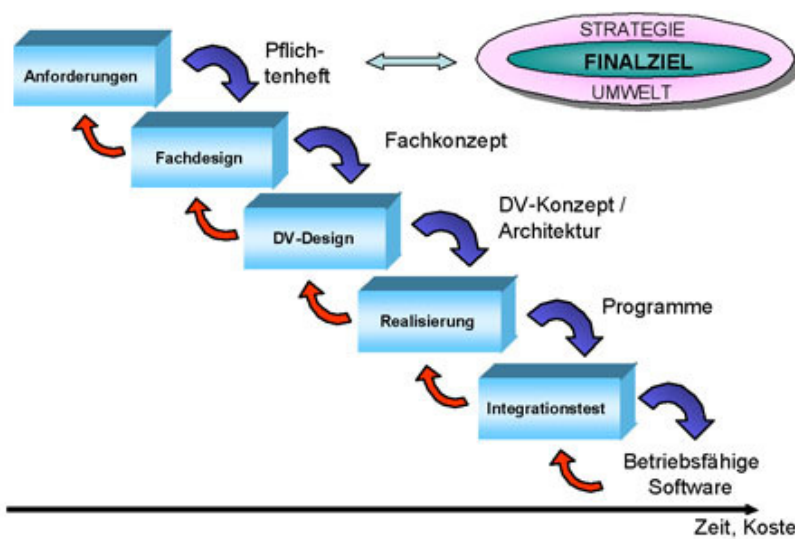 STRATEGIE
FINALZIEL
UMWELT
Anforderungen
Pflich-
tenheft
Fachdesign
Fachkonzept
DV-Design
DV-Konzept /
Architektur
Realisierung
Programme
Integrationstest
Betriebsfähige
Software
Zeit, Koste